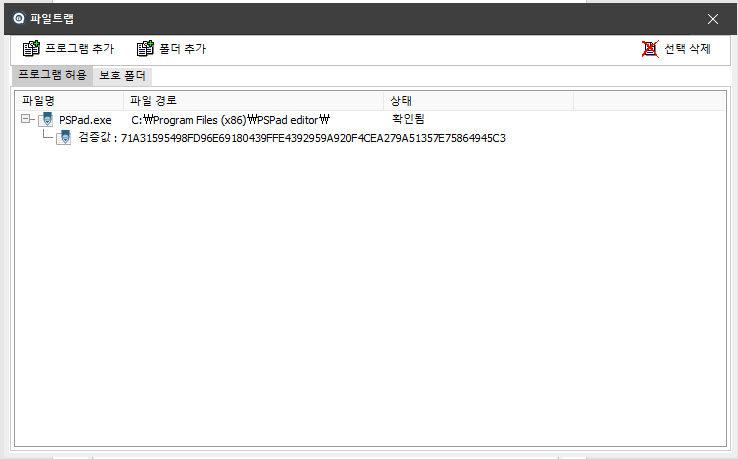 파일트랩
프로그램 추가 폴더 추가 선택 삭제
프로그램 허용 보호 폴더
파일명 파일 경로 상태
PSPad.exe C:₩Program Files (x86)₩PSPad editor₩ 확인됨
검증값 : 71A31595498FD96E69180439FFE4392959A920F4CEA279A51357E75864945C3